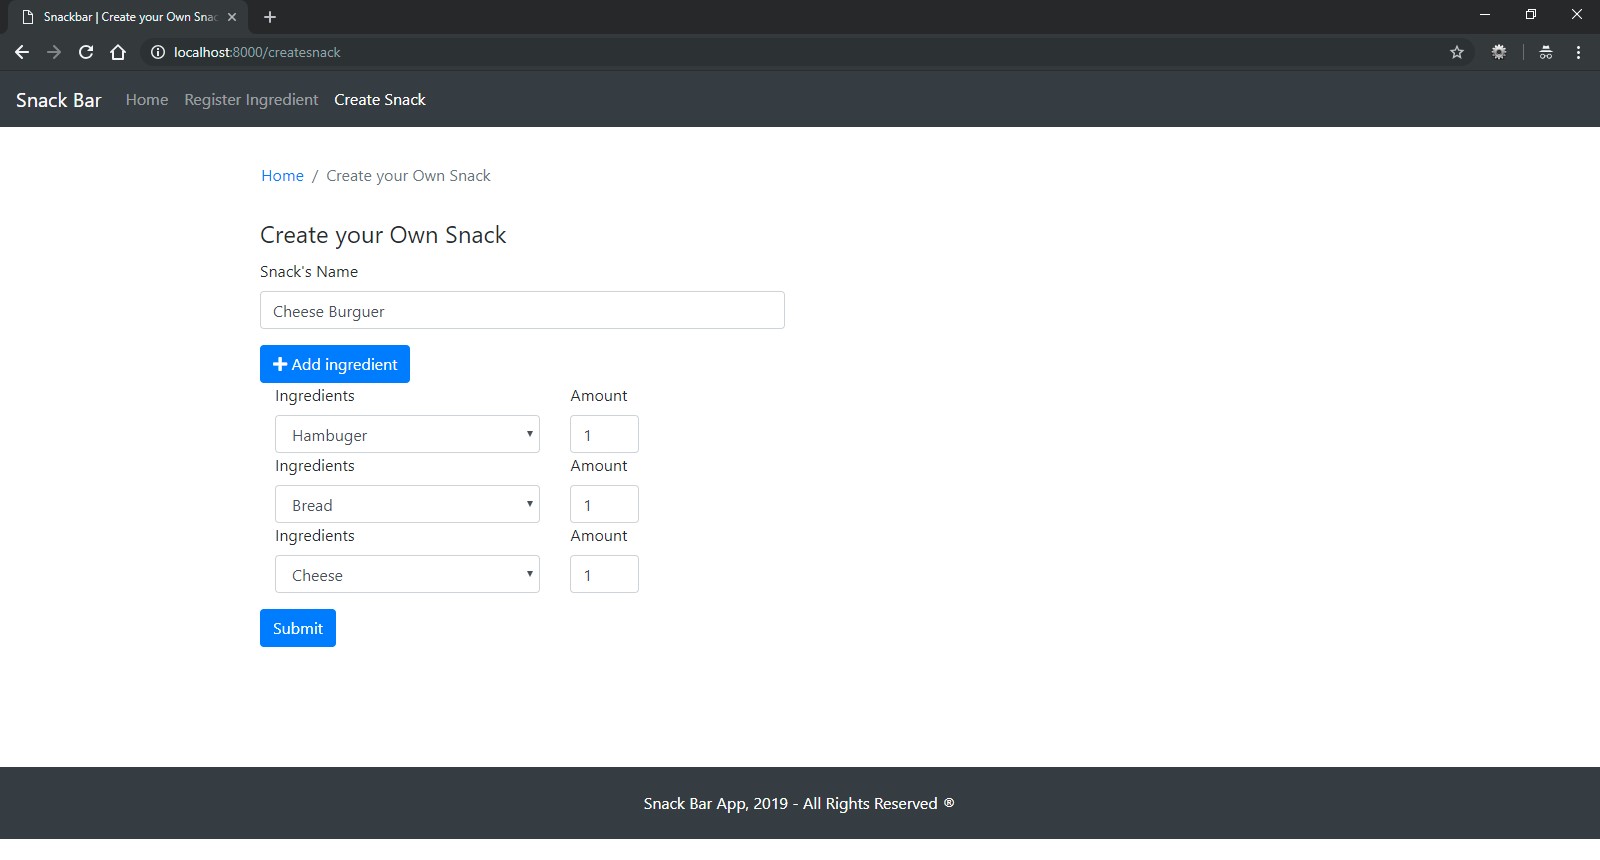 Snackbar | Create your Own Snac
localhost:8000/createsnack
Snack Bar Home Register Ingredient Create Snack
Home / Create your Own Snack
Create your Own Snack
Snack's Name
Cheese Burguer
Add ingredient
Ingredients Amount
Hambuger 1
Ingredients Amount
Bread 1
Ingredients Amount
Cheese 1
Submit
Snack Bar App, 2019 - All Rights Reserved ®